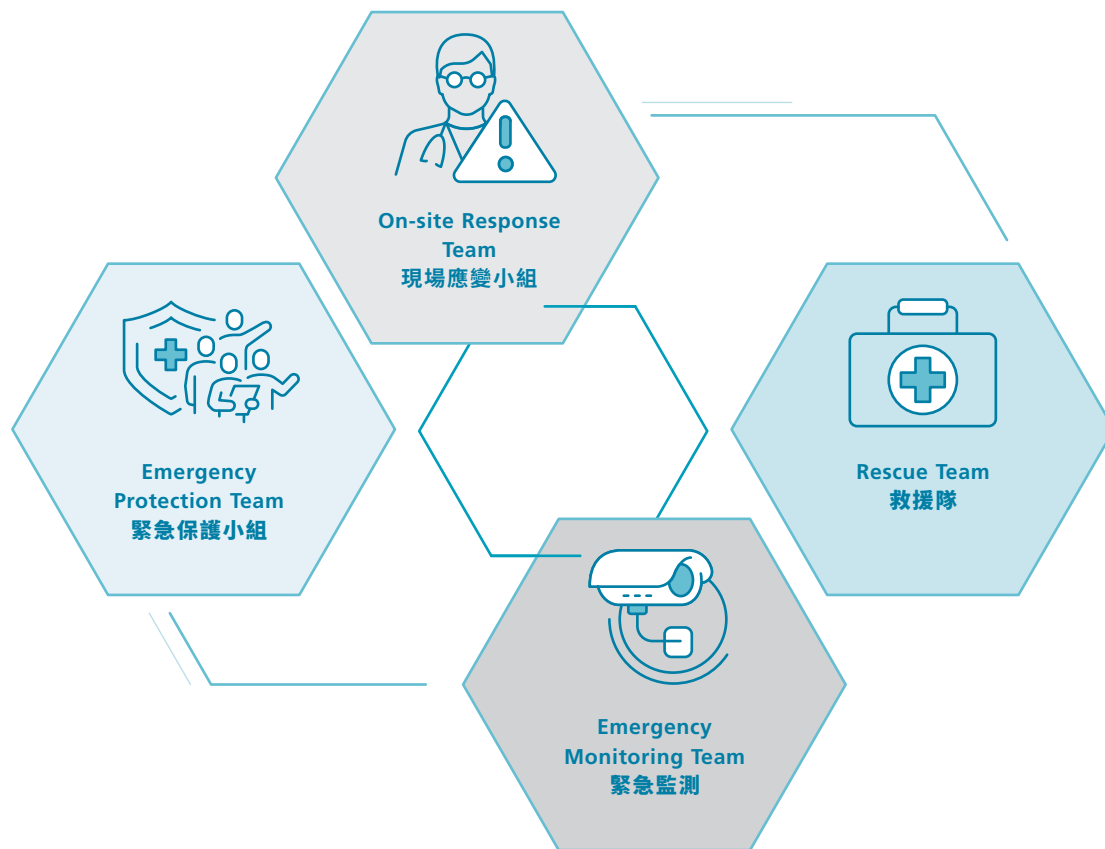 On-site Response
Team
現場應變小組
Emergency
Protection Team
緊急保護小組
Rescue Team
救援隊
Emergency
Monitoring Team
緊急監測